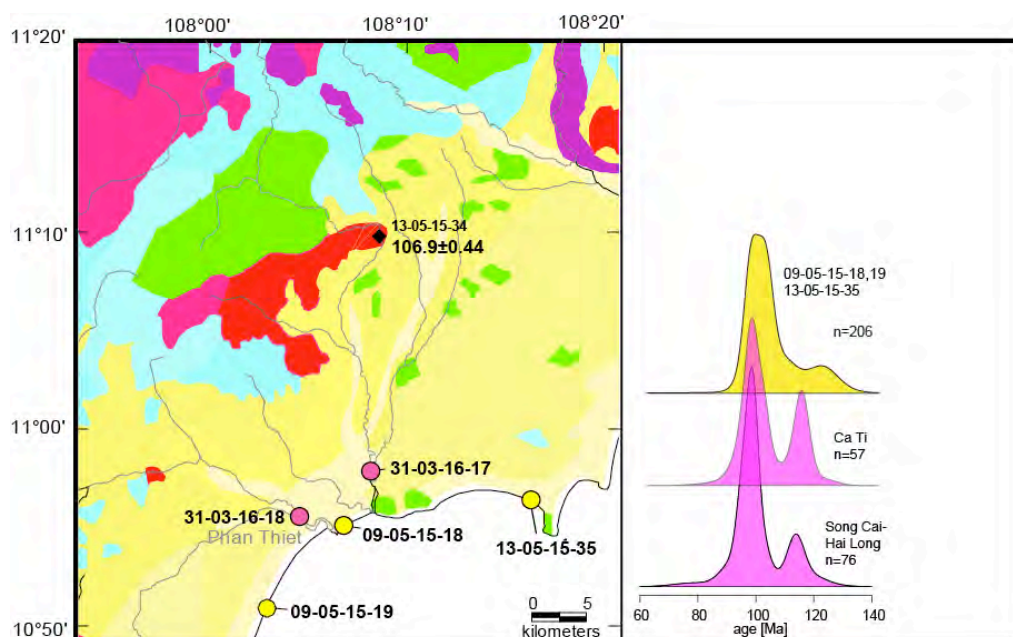 108°00' 108°10' 108°20'
11°20'
13-05-15-34
11°10'
106.9±0.44
09-05-15-18,19
13-05-15-35
n=206
11°00'
Ca Ti
n=57
31-03-16-17
31-03-16-18
Phan Thiet
09-05-15-18
13-05-15-35
Song Cai-
Hai Long
n=76
09-05-15-19
0 5
kilometers
10°50'
60 80 100 120 140
age [Ma]